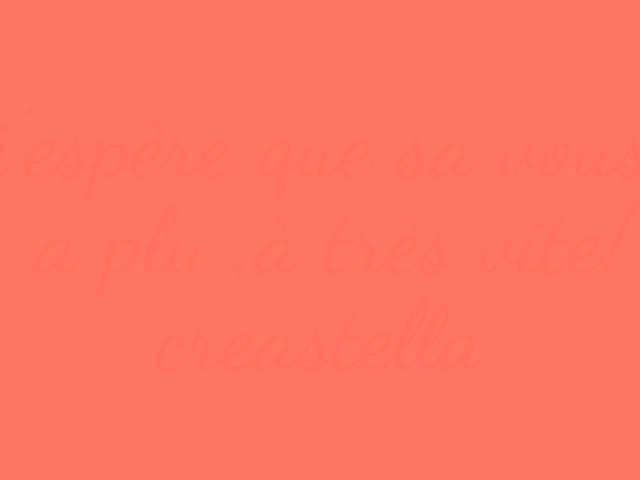 j'espère que sa vous
a plu ,à très vite!
creastella